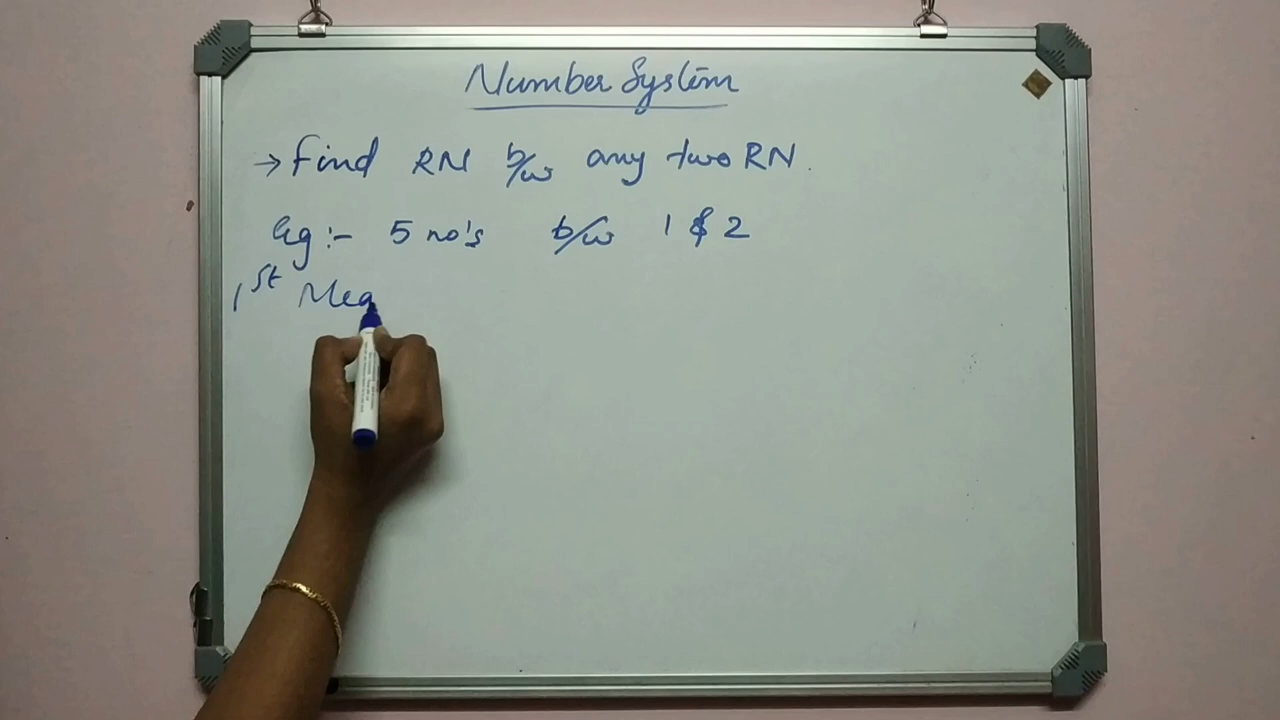 Number System
→ Find RN b/w any two RN.
Eg:- 5 no's b/w 1 & 2
1st Mea